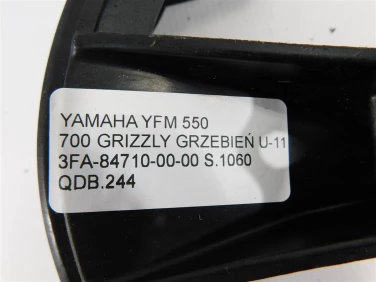 YAMAHA YFM 550
700 GRIZZLY GRZEBIEŃ U-11
3FA-84710-00-00 S.1060
QDB.244